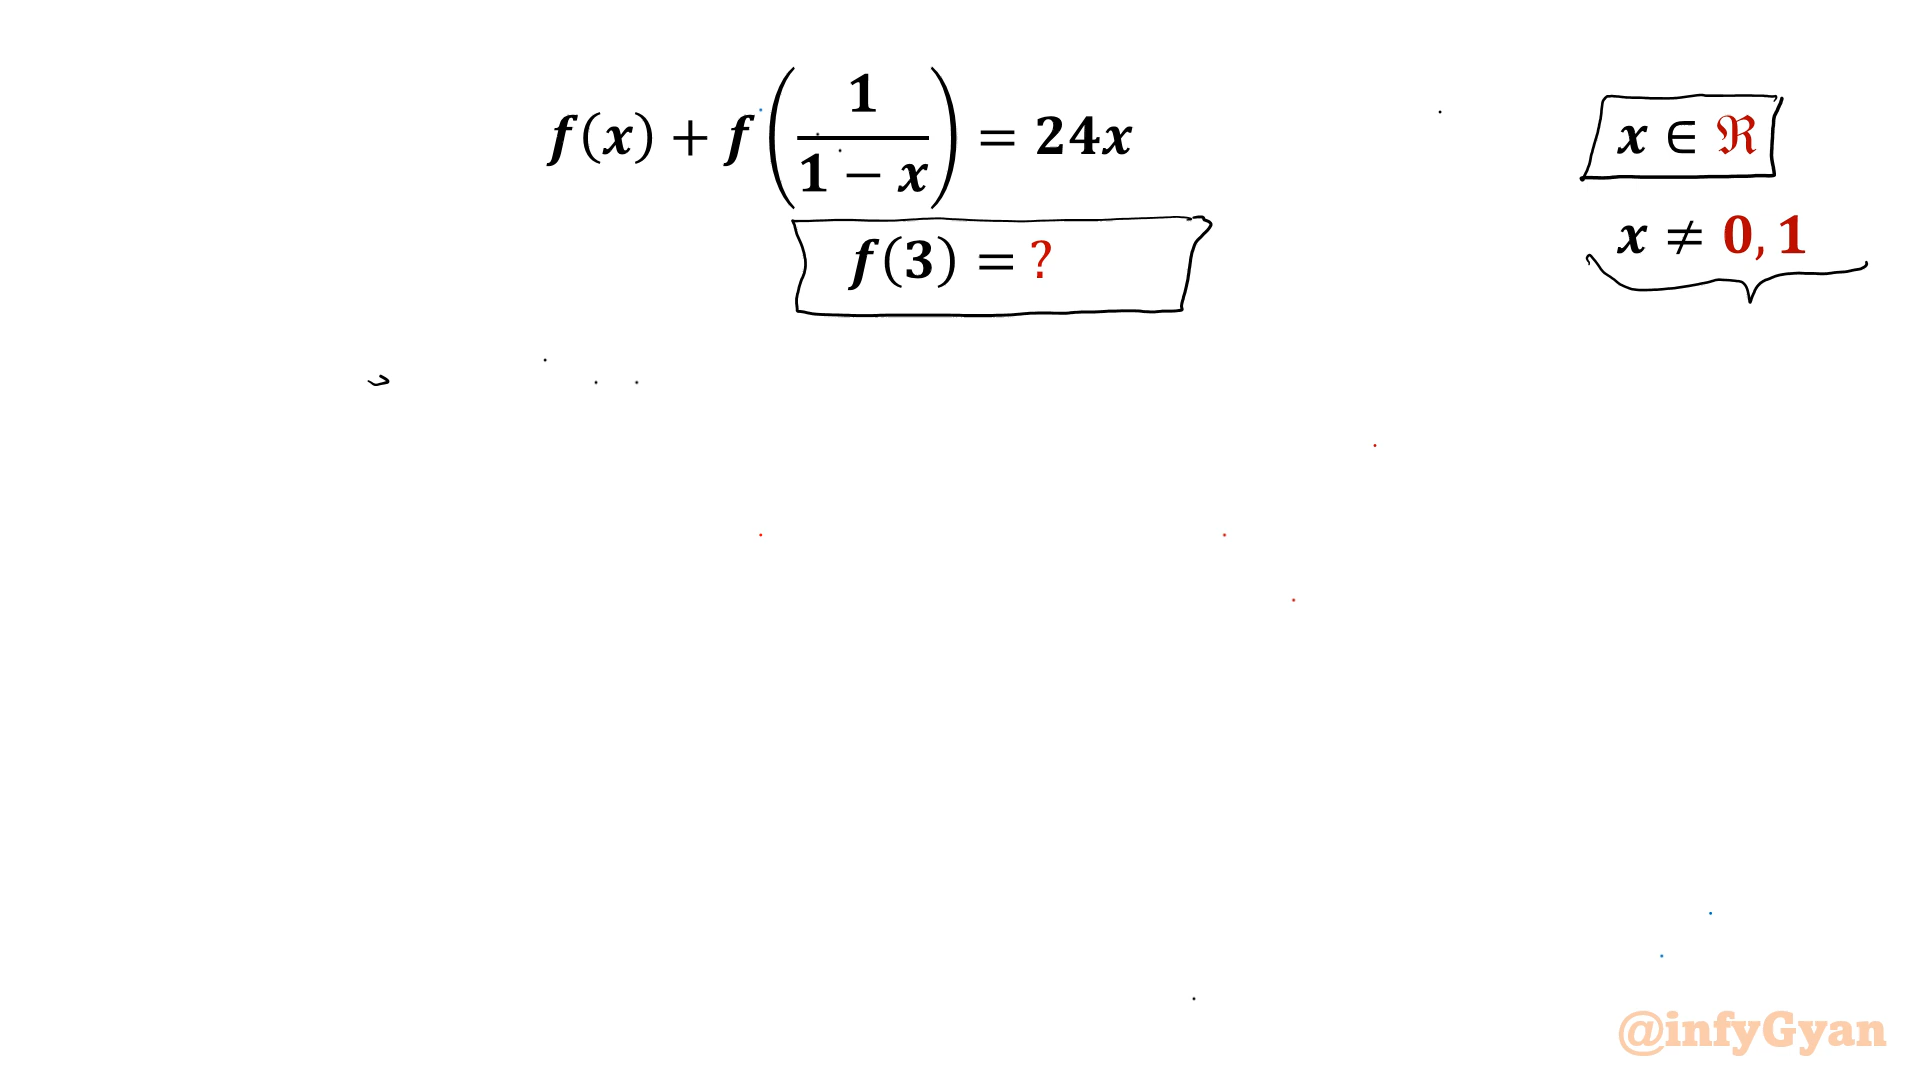 f(x) + f(1/(1 − x)) = 24x
f(3) = ?
x ∈ ℜ
x ≠ 0, 1
@infyGyan